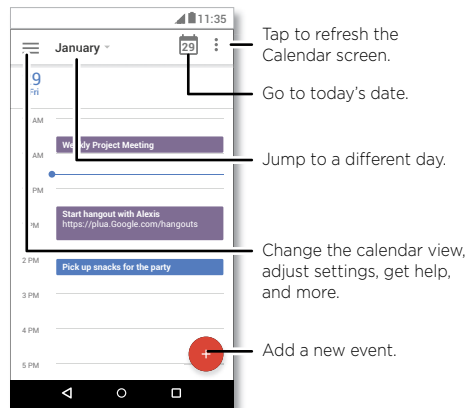 11:35
January
29
Tap to refresh the
Calendar screen.
9
Fri
Go to today's date.
AM
Weekly Project Meeting
AM
Jump to a different day.
PM
Start hangout with Alexis
https://plua.Google.com/hangouts
PM
Change the calendar view,
adjust settings, get help,
and more.
2 PM
Pick up snacks for the party
3 PM
4 PM
Add a new event.
+
5 PM